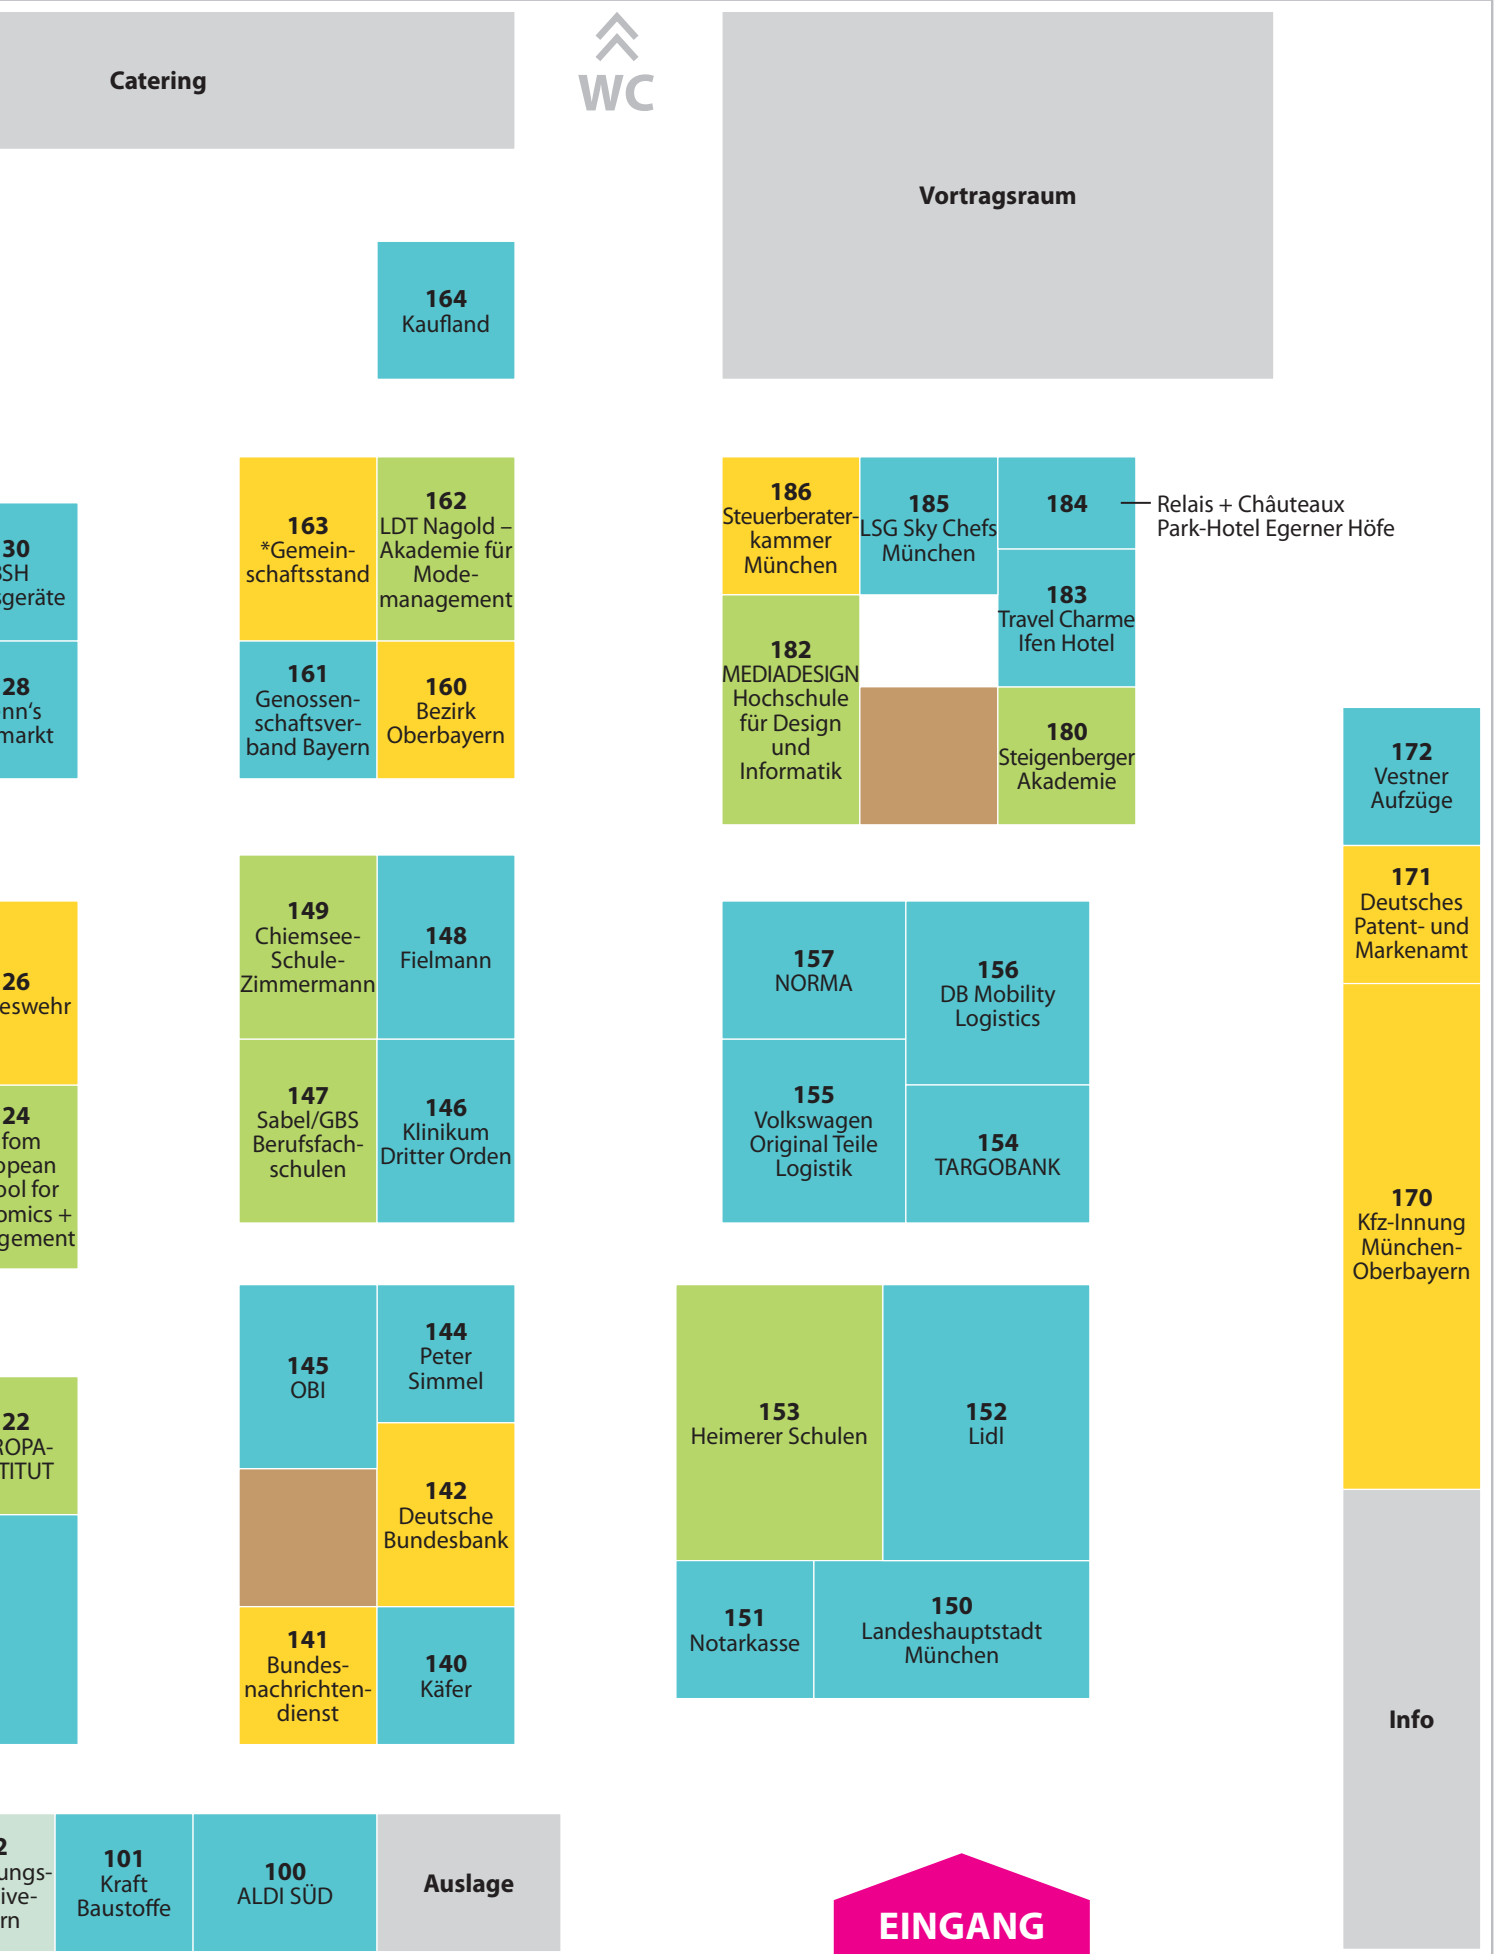 Catering
WC
Vortragsraum
164
Kaufland
163
*Gemein-
schaftsstand
162
LDT Nagold –
Akademie für
Mode-
management
161
Genossen-
schaftsver-
band Bayern
160
Bezirk
Oberbayern
186
Steuerberater-
kammer
München
185
LSG Sky Chefs
München
184
Relais + Châuteaux
Park-Hotel Egerner Höfe
183
Travel Charme
Ifen Hotel
182
MEDIADESIGN
Hochschule
für Design
und
Informatik
180
Steigenberger
Akademie
30
BSH
sgeräte
28
nn‘s
markt
172
Vestner
Aufzüge
171
Deutsches
Patent- und
Markenamt
170
Kfz-Innung
München-
Oberbayern
Info
26
eswehr
24
fom
opean
ool for
omics +
gement
149
Chiemsee-
Schule-
Zimmermann
148
Fielmann
147
Sabel/GBS
Berufsfach-
schulen
146
Klinikum
Dritter Orden
157
NORMA
156
DB Mobility
Logistics
155
Volkswagen
Original Teile
Logistik
154
TARGOBANK
22
ROPA-
TITUT
145
OBI
144
Peter
Simmel
142
Deutsche
Bundesbank
141
Bundes-
nachrichten-
dienst
140
Käfer
153
Heimerer Schulen
152
Lidl
151
Notarkasse
150
Landeshauptstadt
München
2
ungs-
ive-
rn
101
Kraft
Baustoffe
100
ALDI SÜD
Auslage
EINGANG